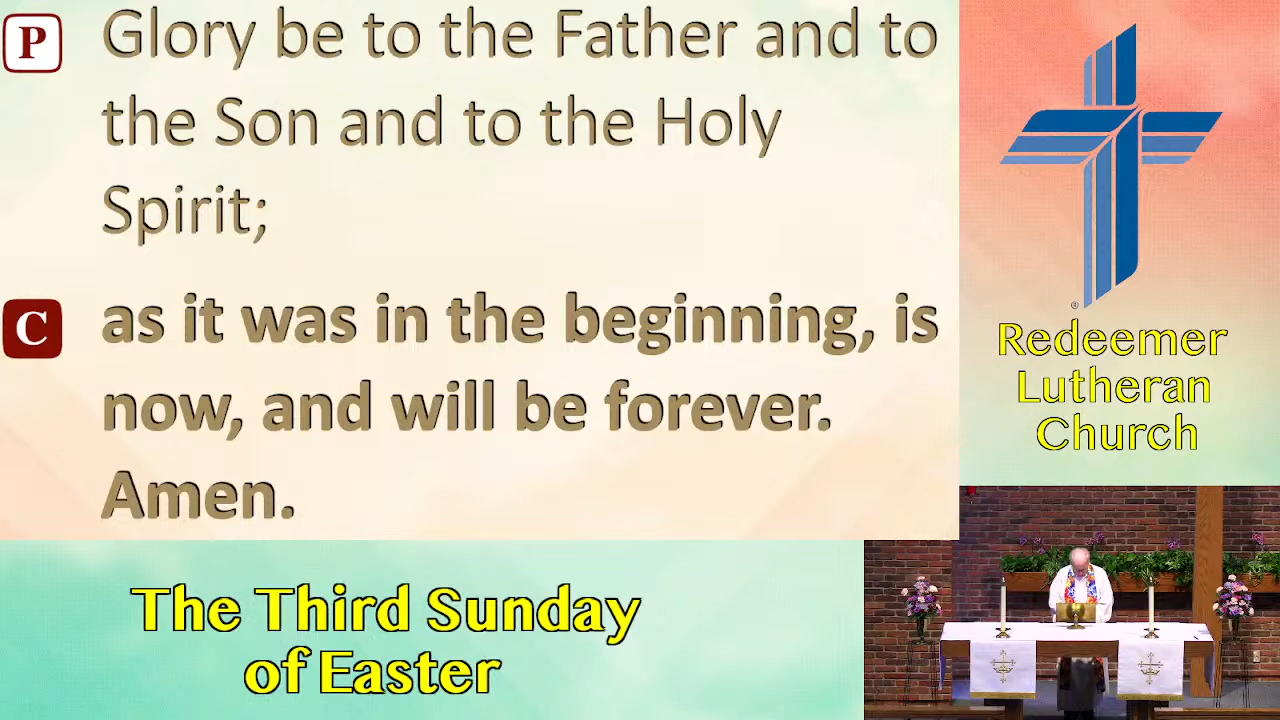 P Glory be to the Father and to
the Son and to the Holy
Spirit;
C as it was in the beginning, is
now, and will be forever.
Amen.
®
Redeemer
Lutheran
Church
The Third Sunday
of Easter